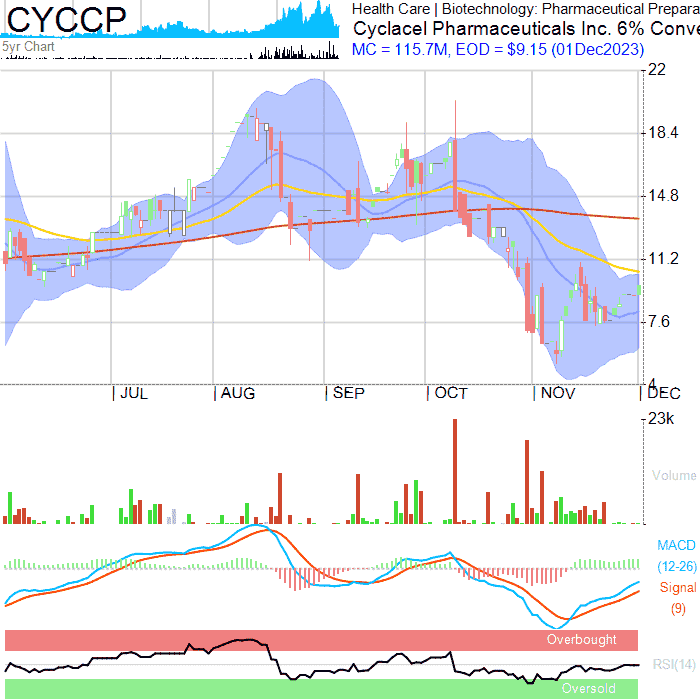 CYCCP
5yr Chart
Health Care | Biotechnology: Pharmaceutical Prepara
Cyclacel Pharmaceuticals Inc. 6% Conve
MC = 115.7M, EOD = $9.15 (01Dec2023)
22
18.4
14.8
11.2
7.6
4
JUL AUG SEP OCT NOV DEC
23k
Volume
MACD
(12-26)
Signal
(9)
Overbought
RSI(14)
Oversold